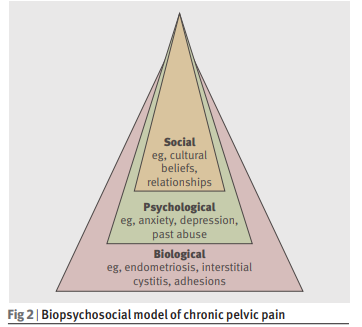 Social
eg, cultural
beliefs,
relationships
Psychological
eg, anxiety, depression,
past abuse
Biological
eg, endometriosis, interstitial
cystitis, adhesions
Fig 2 | Biopsychosocial model of chronic pelvic pain